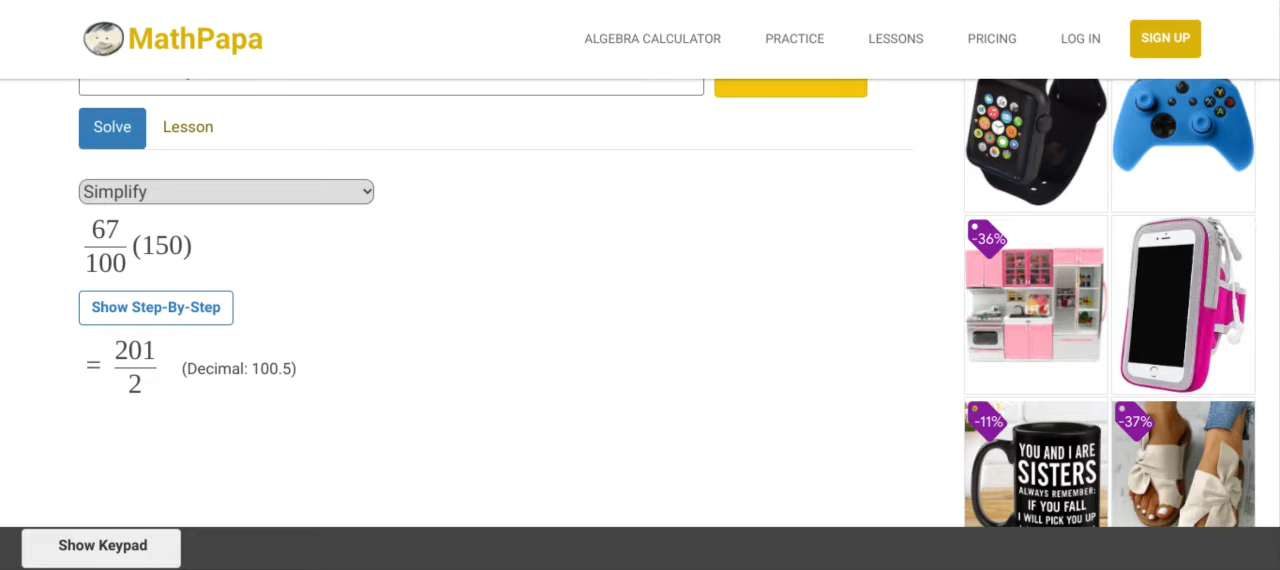 MathPapa
ALGEBRA CALCULATOR PRACTICE LESSONS PRICING LOG IN SIGN UP
Solve Lesson
Simplify
67/100 (150)
Show Step-By-Step
= 201/2 (Decimal: 100.5)
-36%
-11%
YOU AND I ARE
SISTERS
ALWAYS REMEMBER:
IF YOU FALL
I WILL PICK YOU UP
-37%
Show Keypad